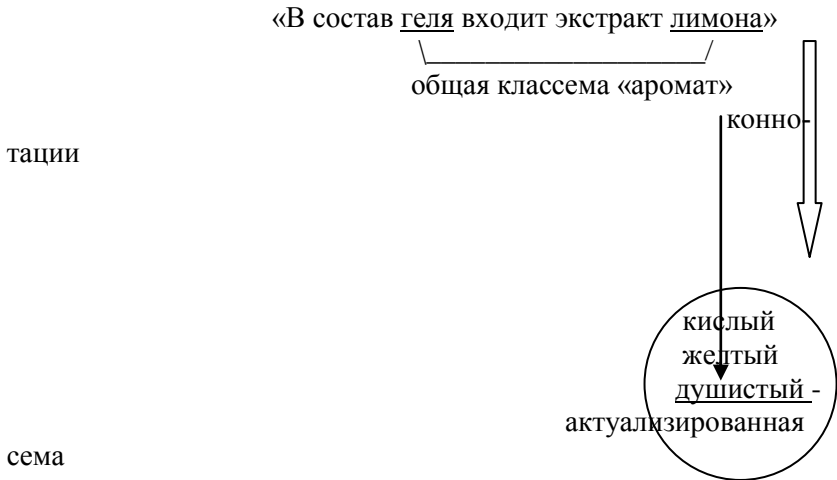 «В состав геля входит экстракт лимона»
общая классема «аромат»
конно-
тации
кислый
желтый
душистый -
актуализированная
сема